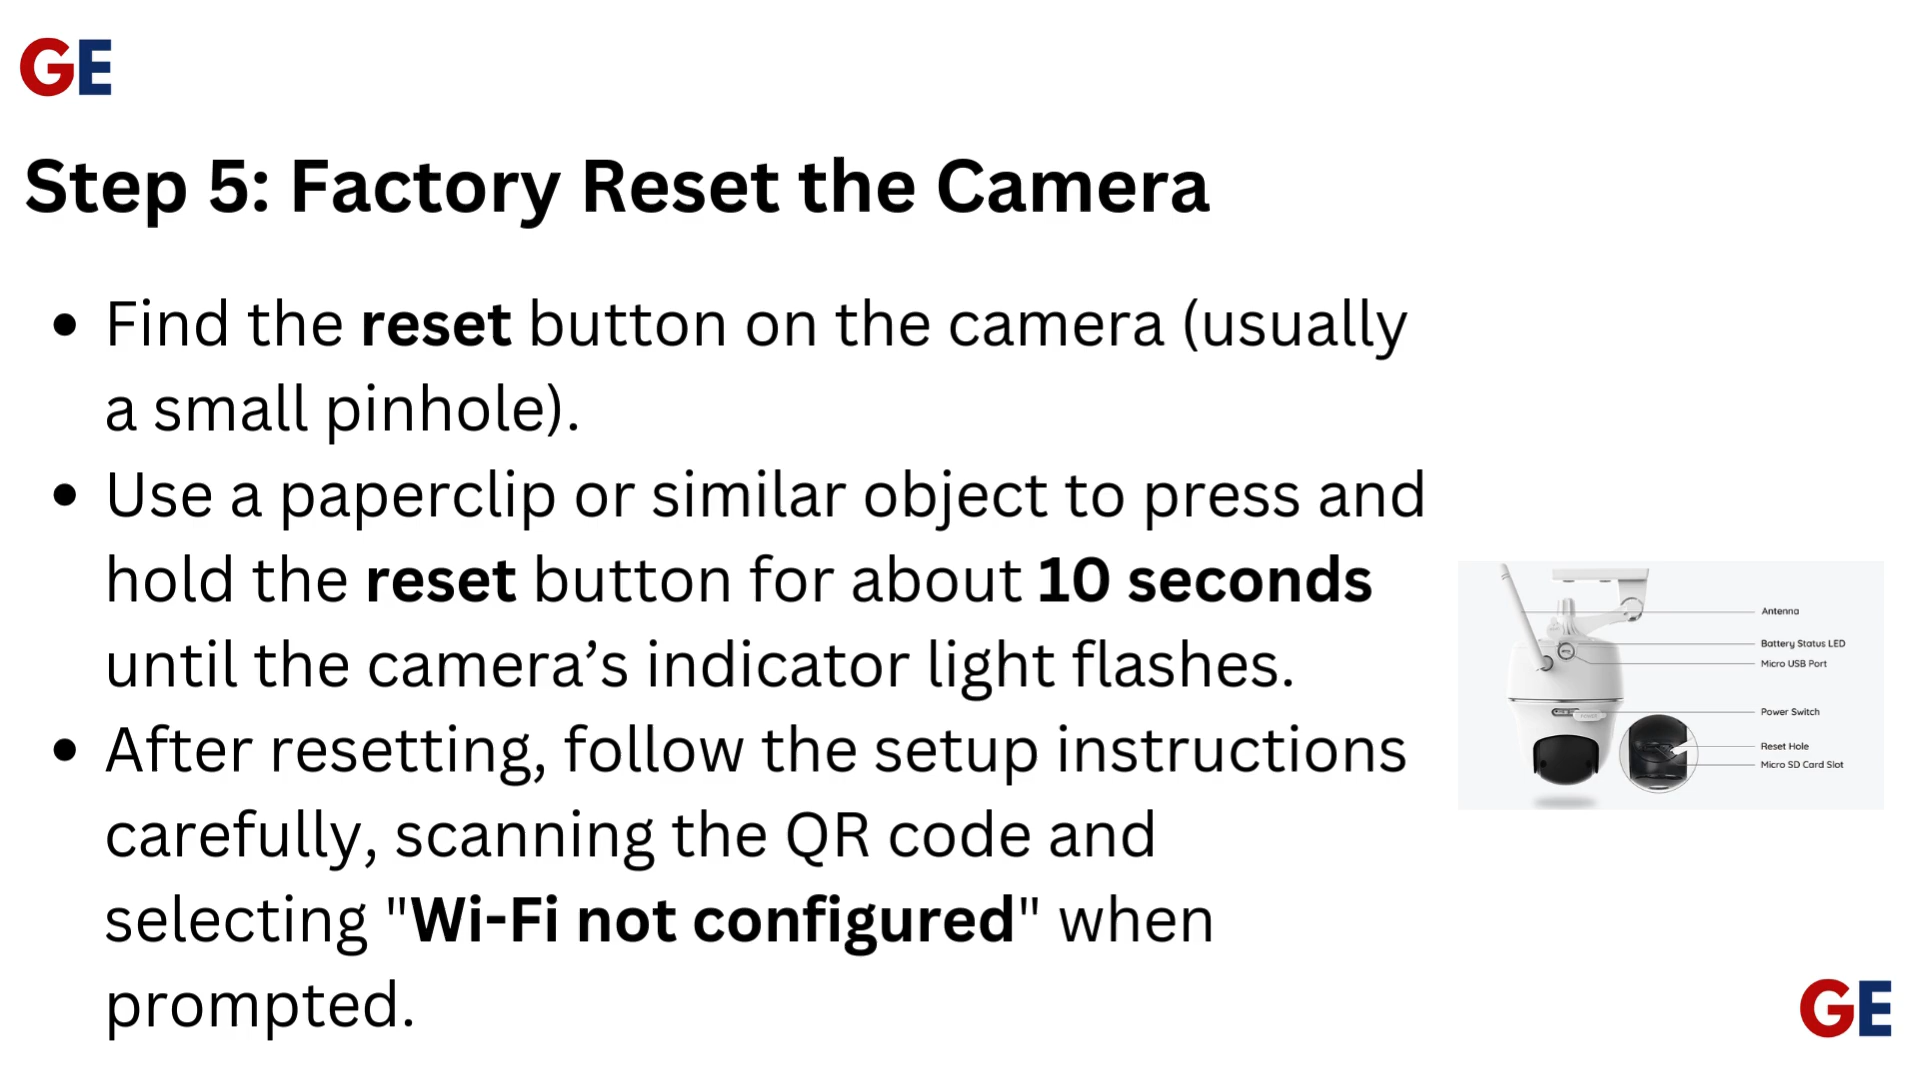 GE
Step 5: Factory Reset the Camera
• Find the reset button on the camera (usually
a small pinhole).
• Use a paperclip or similar object to press and
hold the reset button for about 10 seconds
until the camera’s indicator light flashes.
• After resetting, follow the setup instructions
carefully, scanning the QR code and
selecting "Wi-Fi not configured" when
prompted.
Antenna
Battery Status LED
Micro USB Port
Power Switch
Reset Hole
Micro SD Card Slot
GE